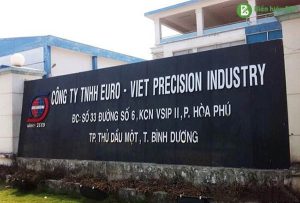 CÔNG TY TNHH EURO - VIET PRECISION INDUSTRY
ĐC: SỐ 33 ĐƯỜNG SỐ 6, KCN VSIP II, P. HÒA PHÚ
TP. THỦ DẦU MỘT, T. BÌNH DƯƠNG